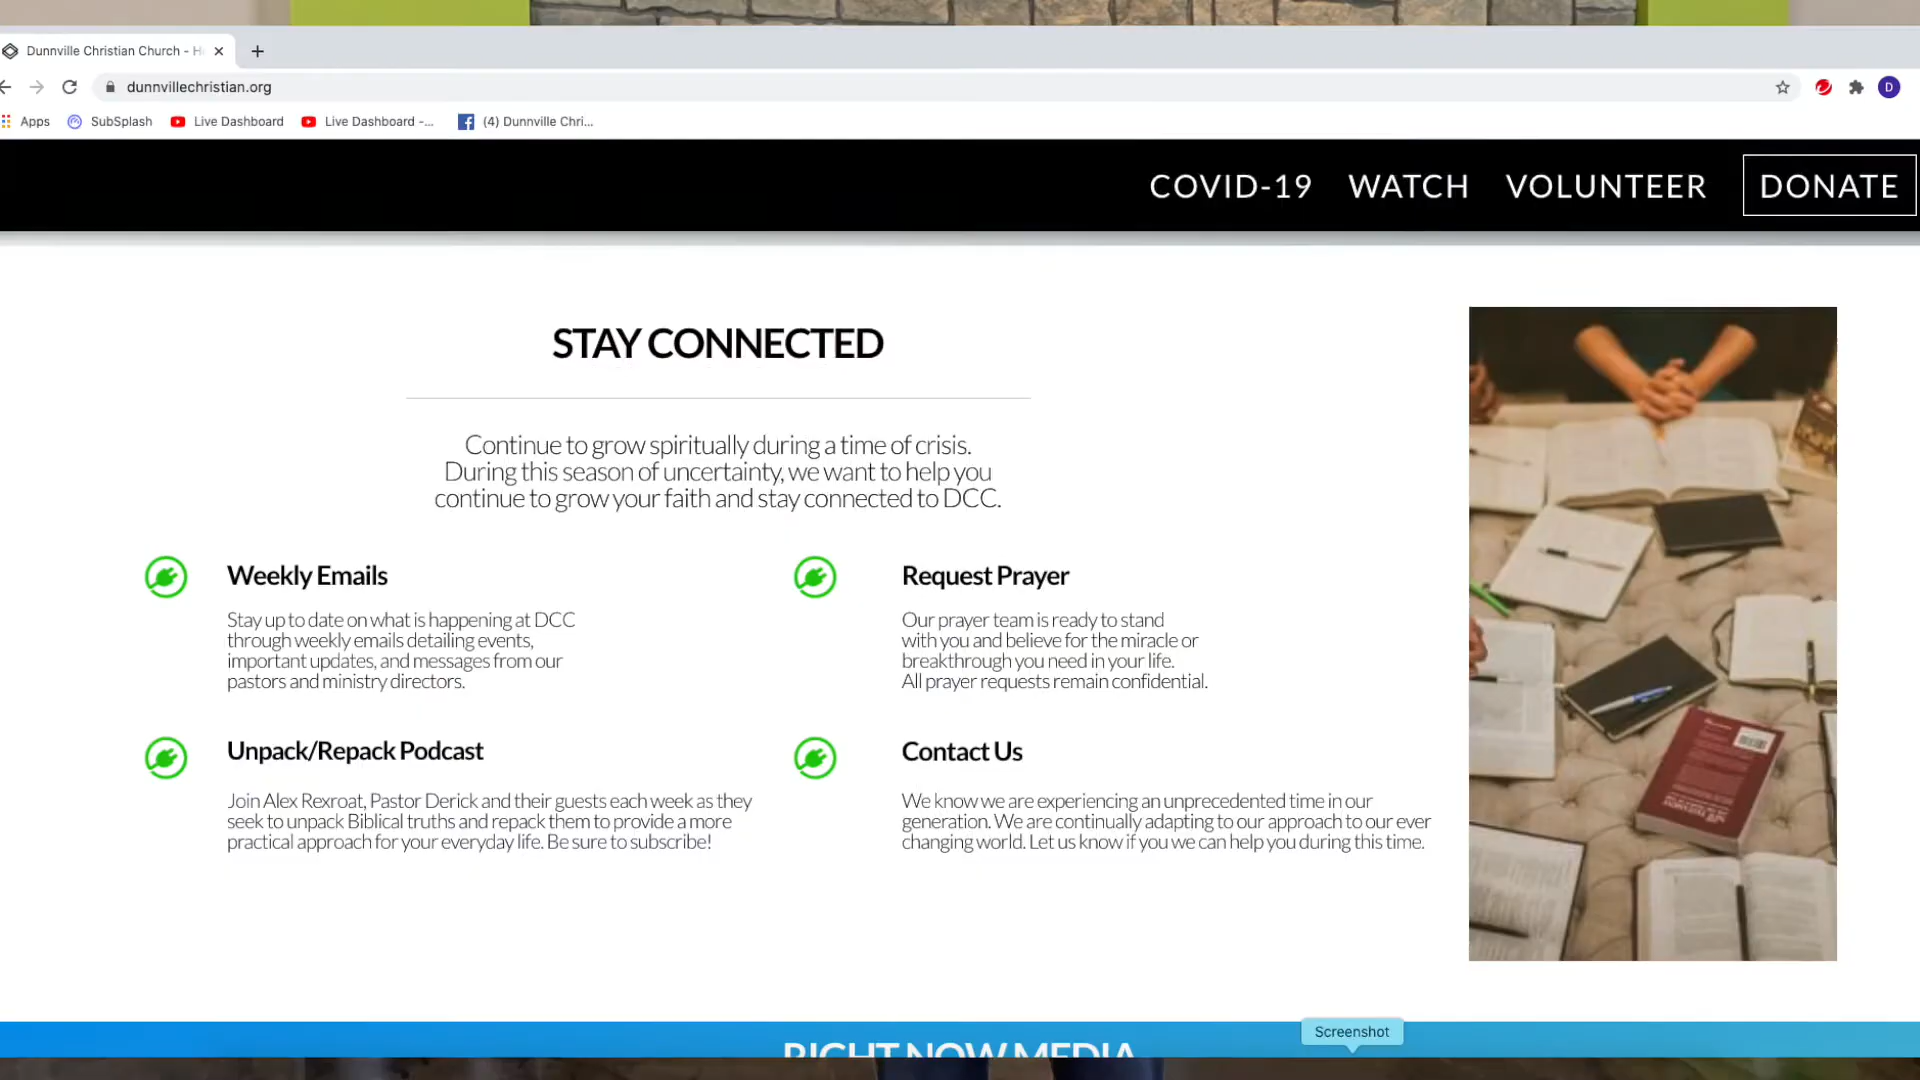 Dunnville Christian Church - H
dunnvillechristian.org
D
Apps
SubSplash
Live Dashboard
Live Dashboard -...
(4) Dunnville Chri...
COVID-19
WATCH
VOLUNTEER
DONATE
STAY CONNECTED
Continue to grow spiritually during a time of crisis.
During this season of uncertainty, we want to help you
continue to grow your faith and stay connected to DCC.
Weekly Emails
Stay up to date on what is happening at DCC
through weekly emails detailing events,
important updates, and messages from our
pastors and ministry directors.
Request Prayer
Our prayer team is ready to stand
with you and believe for the miracle or
breakthrough you need in your life.
All prayer requests remain confidential.
Unpack/Repack Podcast
Join Alex Rexroat, Pastor Derick and their guests each week as they
seek to unpack Biblical truths and repack them to provide a more
practical approach for your everyday life. Be sure to subscribe!
Contact Us
We know we are experiencing an unprecedented time in our
generation. We are continually adapting to our approach to our ever
changing world. Let us know if you we can help you during this time.
Screenshot
RIGHT NOW MEDIA